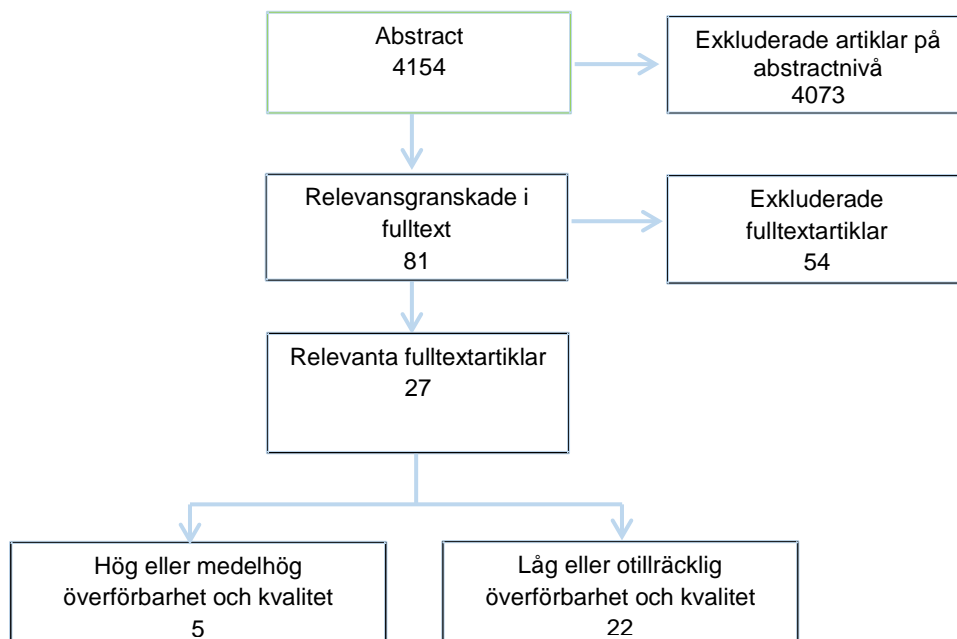 Abstract
4154
Exkluderade artiklar på
abstractnivå
4073
Relevansgranskade i
fulltext
81
Exkluderade
fulltextartiklar
54
Relevanta fulltextartiklar
27
Hög eller medelhög
överförbarhet och kvalitet
5
Låg eller otillräcklig
överförbarhet och kvalitet
22